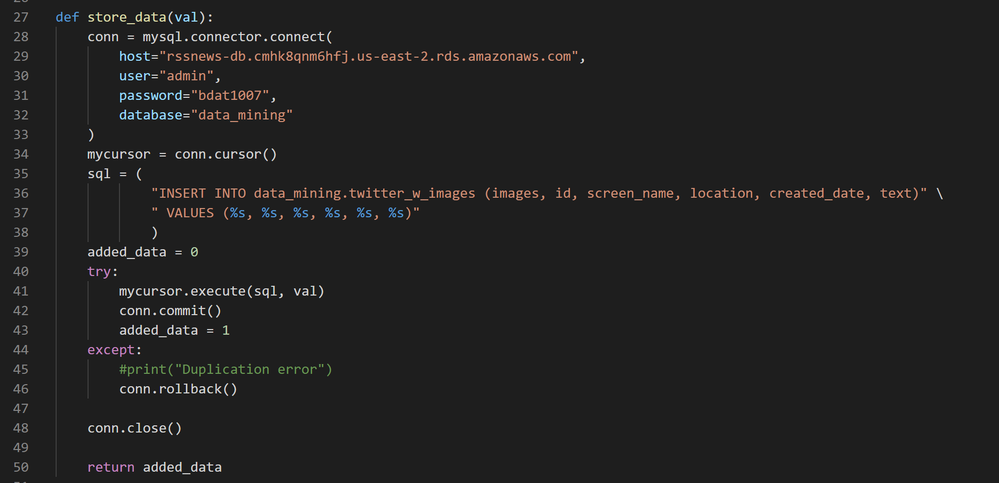 27 def store_data(val):
28 conn = mysql.connector.connect(
29 host="rssnews-db.cmhk8qnm6hfj.us-east-2.rds.amazonaws.com",
30 user="admin",
31 password="bdat1007",
32 database="data_mining"
33 )
34 mycursor = conn.cursor()
35 sql = (
36 "INSERT INTO data_mining.twitter_w_images (images, id, screen_name, location, created_date, text)" \
37 " VALUES (%s, %s, %s, %s, %s, %s)"
38 )
39 added_data = 0
40 try:
41 mycursor.execute(sql, val)
42 conn.commit()
43 added_data = 1
44 except:
45 #print("Duplication error")
46 conn.rollback()
47
48 conn.close()
49
50 return added_data